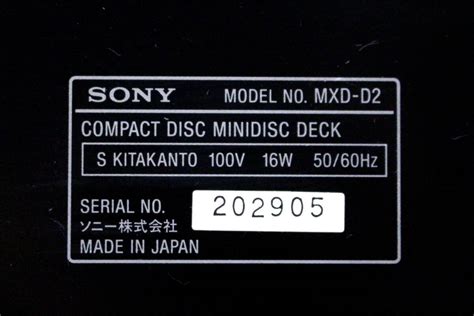 SONY MODEL NO. MXD-D2
COMPACT DISC MINIDISC DECK
S KITAKANTO 100V 16W 50/60Hz
SERIAL NO. 202905
ソニー株式会社
MADE IN JAPAN